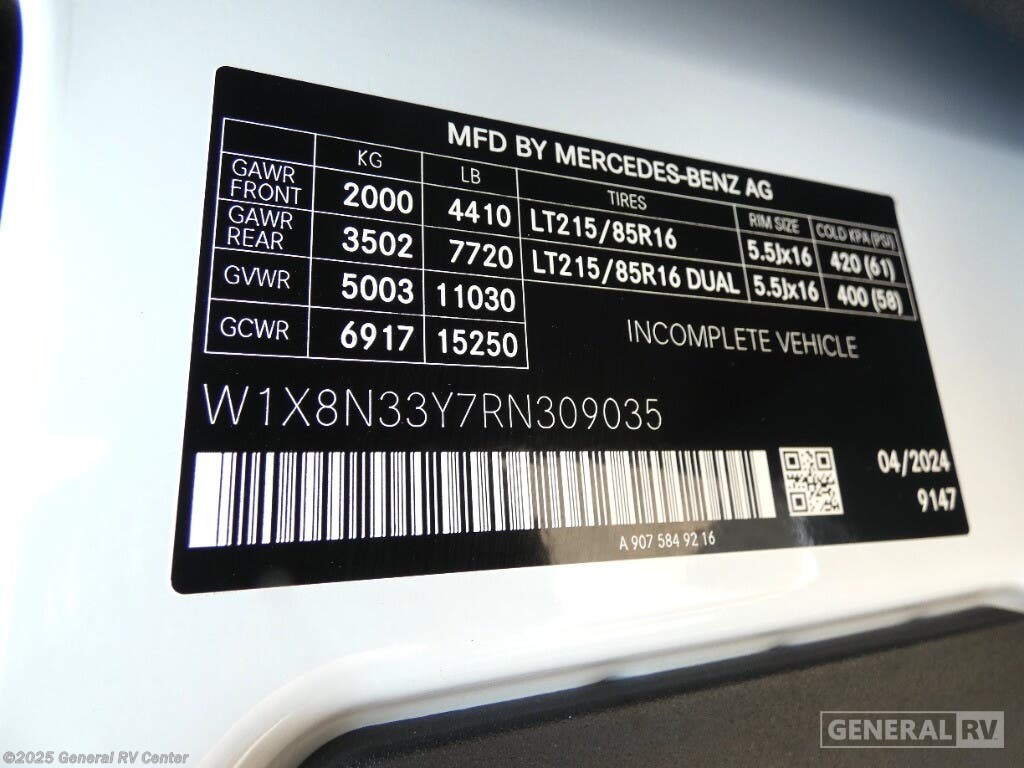 MFD BY MERCEDES-BENZ AG
KG LB TIRES RIM SIZE COLD KPA (PSI)
GAWR FRONT 2000 4410 LT215/85R16 5.5Jx16 420 (61)
GAWR REAR 3502 7720 LT215/85R16 DUAL 5.5Jx16 400 (58)
GVWR 5003 11030
GCWR 6917 15250
INCOMPLETE VEHICLE
W1X8N33Y7RN309035
04/2024
9147
A 907 584 92 16
GENERAL RV
©2025 General RV Center